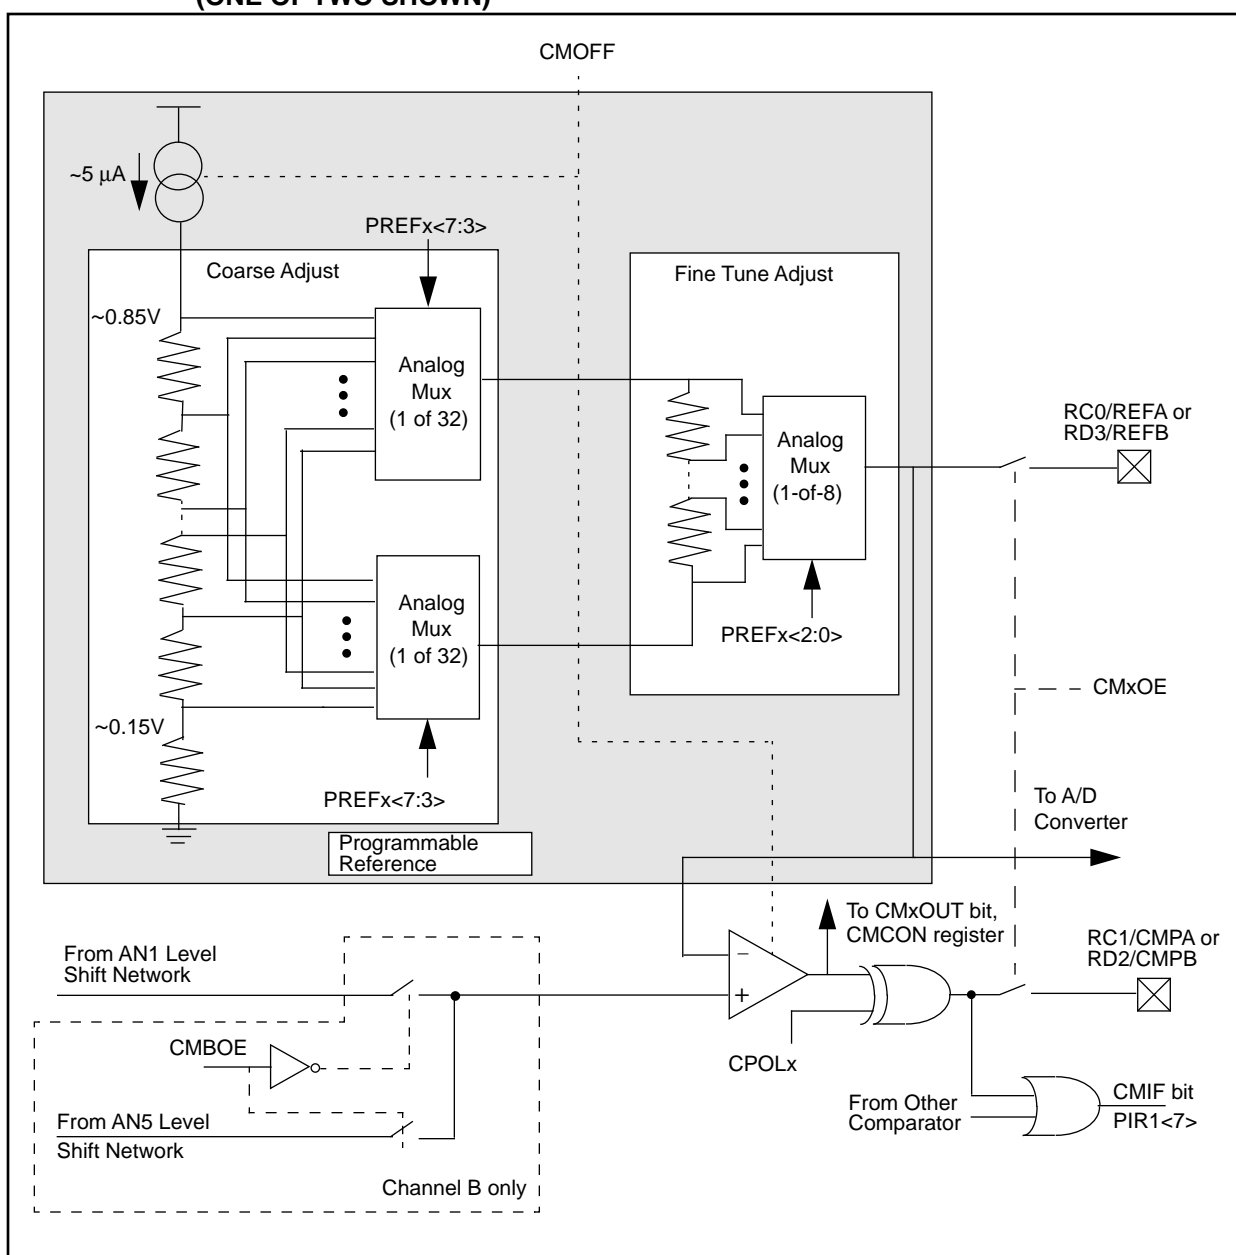 (ONE OF TWO SHOWN)
CMOFF
~5 μA
PREFx<7:3>
Coarse Adjust
Fine Tune Adjust
~0.85V
Analog
Mux
(1 of 32)
Analog
Mux
(1-of-8)
RC0/REFA or
RD3/REFB
Analog
Mux
(1 of 32)
PREFx<2:0>
CMxOE
~0.15V
PREFx<7:3>
To A/D
Converter
Programmable
Reference
To CMxOUT bit,
CMCON register
RC1/CMPA or
RD2/CMPB
From AN1 Level
Shift Network
−
+
CMBOE
CPOLx
From Other
Comparator
CMIF bit
PIR1<7>
From AN5 Level
Shift Network
Channel B only